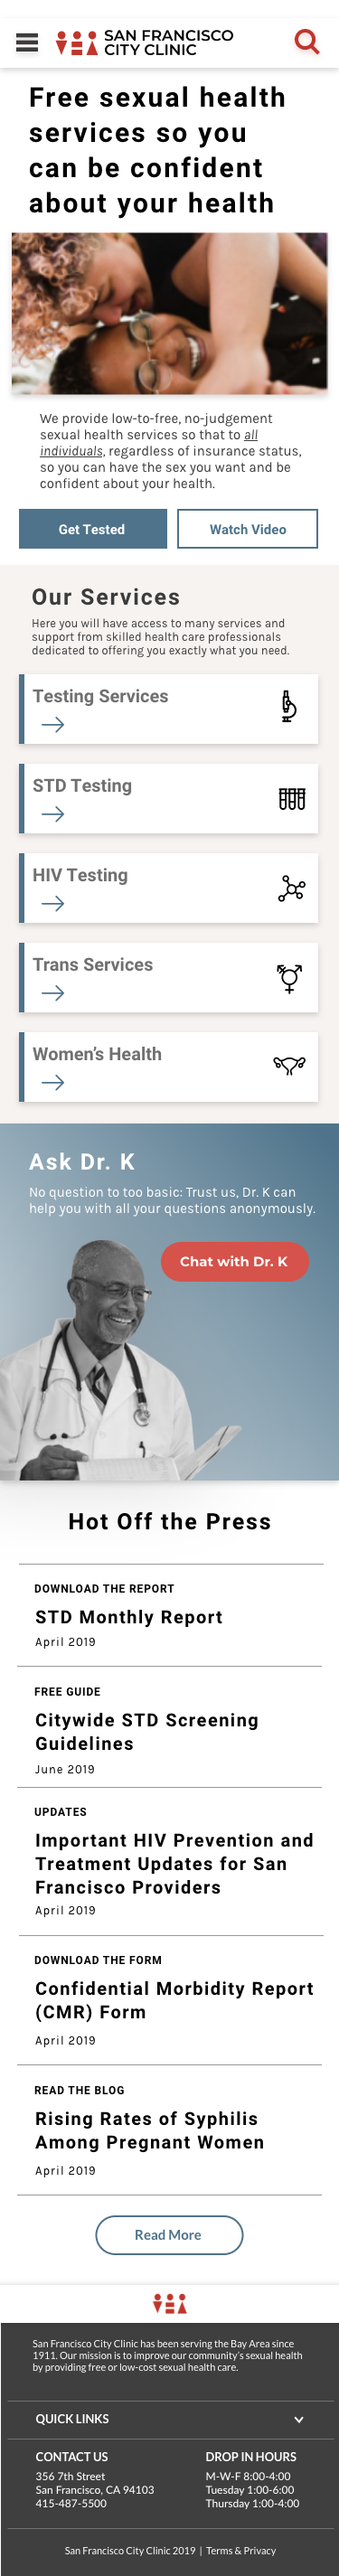 SAN FRANCISCO
CITY CLINIC
Free sexual health
services so you
can be confident
about your health
We provide low-to-free, no-judgement
sexual health services so that to all
individuals, regardless of insurance status,
so you can have the sex you want and be
confident about your health.
Get Tested
Watch Video
Our Services
Here you will have access to many services and
support from skilled health care professionals
dedicated to offering you exactly what you need.
Testing Services
STD Testing
HIV Testing
Trans Services
Women’s Health
Ask Dr. K
No question to too basic: Trust us, Dr. K can
help you with all your questions anonymously.
Chat with Dr. K
Hot Off the Press
DOWNLOAD THE REPORT
STD Monthly Report
April 2019
FREE GUIDE
Citywide STD Screening
Guidelines
June 2019
UPDATES
Important HIV Prevention and
Treatment Updates for San
Francisco Providers
April 2019
DOWNLOAD THE FORM
Confidential Morbidity Report
(CMR) Form
April 2019
READ THE BLOG
Rising Rates of Syphilis
Among Pregnant Women
April 2019
Read More
San Francisco City Clinic has been serving the Bay Area since
1911. Our mission is to improve our community’s sexual health
by providing free or low-cost sexual health care.
QUICK LINKS
CONTACT US
356 7th Street
San Francisco, CA 94103
415-487-5500
DROP IN HOURS
M-W-F 8:00-4:00
Tuesday 1:00-6:00
Thursday 1:00-4:00
San Francisco City Clinic 2019 | Terms & Privacy